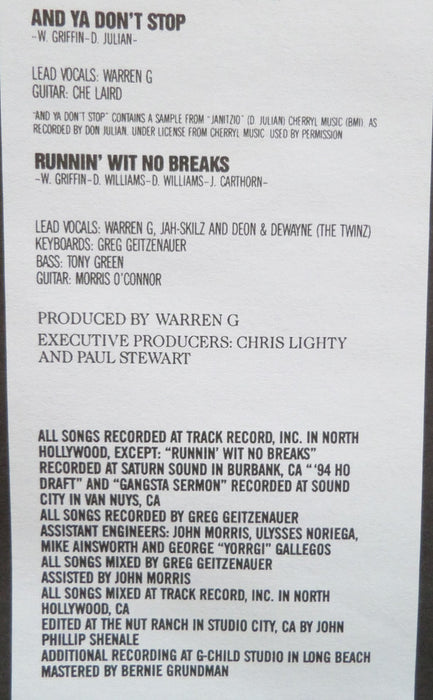 AND YA DON'T STOP
-W. GRIFFIN-D. JULIAN-
LEAD VOCALS: WARREN G
GUITAR: CHE LAIRD
"AND YA DON'T STOP" CONTAINS A SAMPLE FROM "JANITZIO" (D. JULIAN) CHERRYL MUSIC (BMI). AS
RECORDED BY DON JULIAN. UNDER LICENSE FROM CHERRYL MUSIC. USED BY PERMISSION
RUNNIN' WIT NO BREAKS
-W. GRIFFIN-D. WILLIAMS-D. WILLIAMS-J. CARTHORN-
LEAD VOCALS: WARREN G, JAH-SKILZ AND DEON & DEWAYNE (THE TWINZ)
KEYBOARDS: GREG GEITZENAUER
BASS: TONY GREEN
GUITAR: MORRIS O'CONNOR
PRODUCED BY WARREN G
EXECUTIVE PRODUCERS: CHRIS LIGHTY
AND PAUL STEWART
ALL SONGS RECORDED AT TRACK RECORD, INC. IN NORTH
HOLLYWOOD, EXCEPT: "RUNNIN' WIT NO BREAKS"
RECORDED AT SATURN SOUND IN BURBANK, CA "'94 HO
DRAFT" AND "GANGSTA SERMON" RECORDED AT SOUND
CITY IN VAN NUYS, CA
ALL SONGS RECORDED BY GREG GEITZENAUER
ASSISTANT ENGINEERS: JOHN MORRIS, ULYSSES NORIEGA,
MIKE AINSWORTH AND GEORGE "YORRGI" GALLEGOS
ALL SONGS MIXED BY GREG GEITZENAUER
ASSISTED BY JOHN MORRIS
ALL SONGS MIXED AT TRACK RECORD, INC. IN NORTH
HOLLYWOOD, CA
EDITED AT THE NUT RANCH IN STUDIO CITY, CA BY JOHN
PHILLIP SHENALE
ADDITIONAL RECORDING AT G-CHILD STUDIO IN LONG BEACH
MASTERED BY BERNIE GRUNDMAN